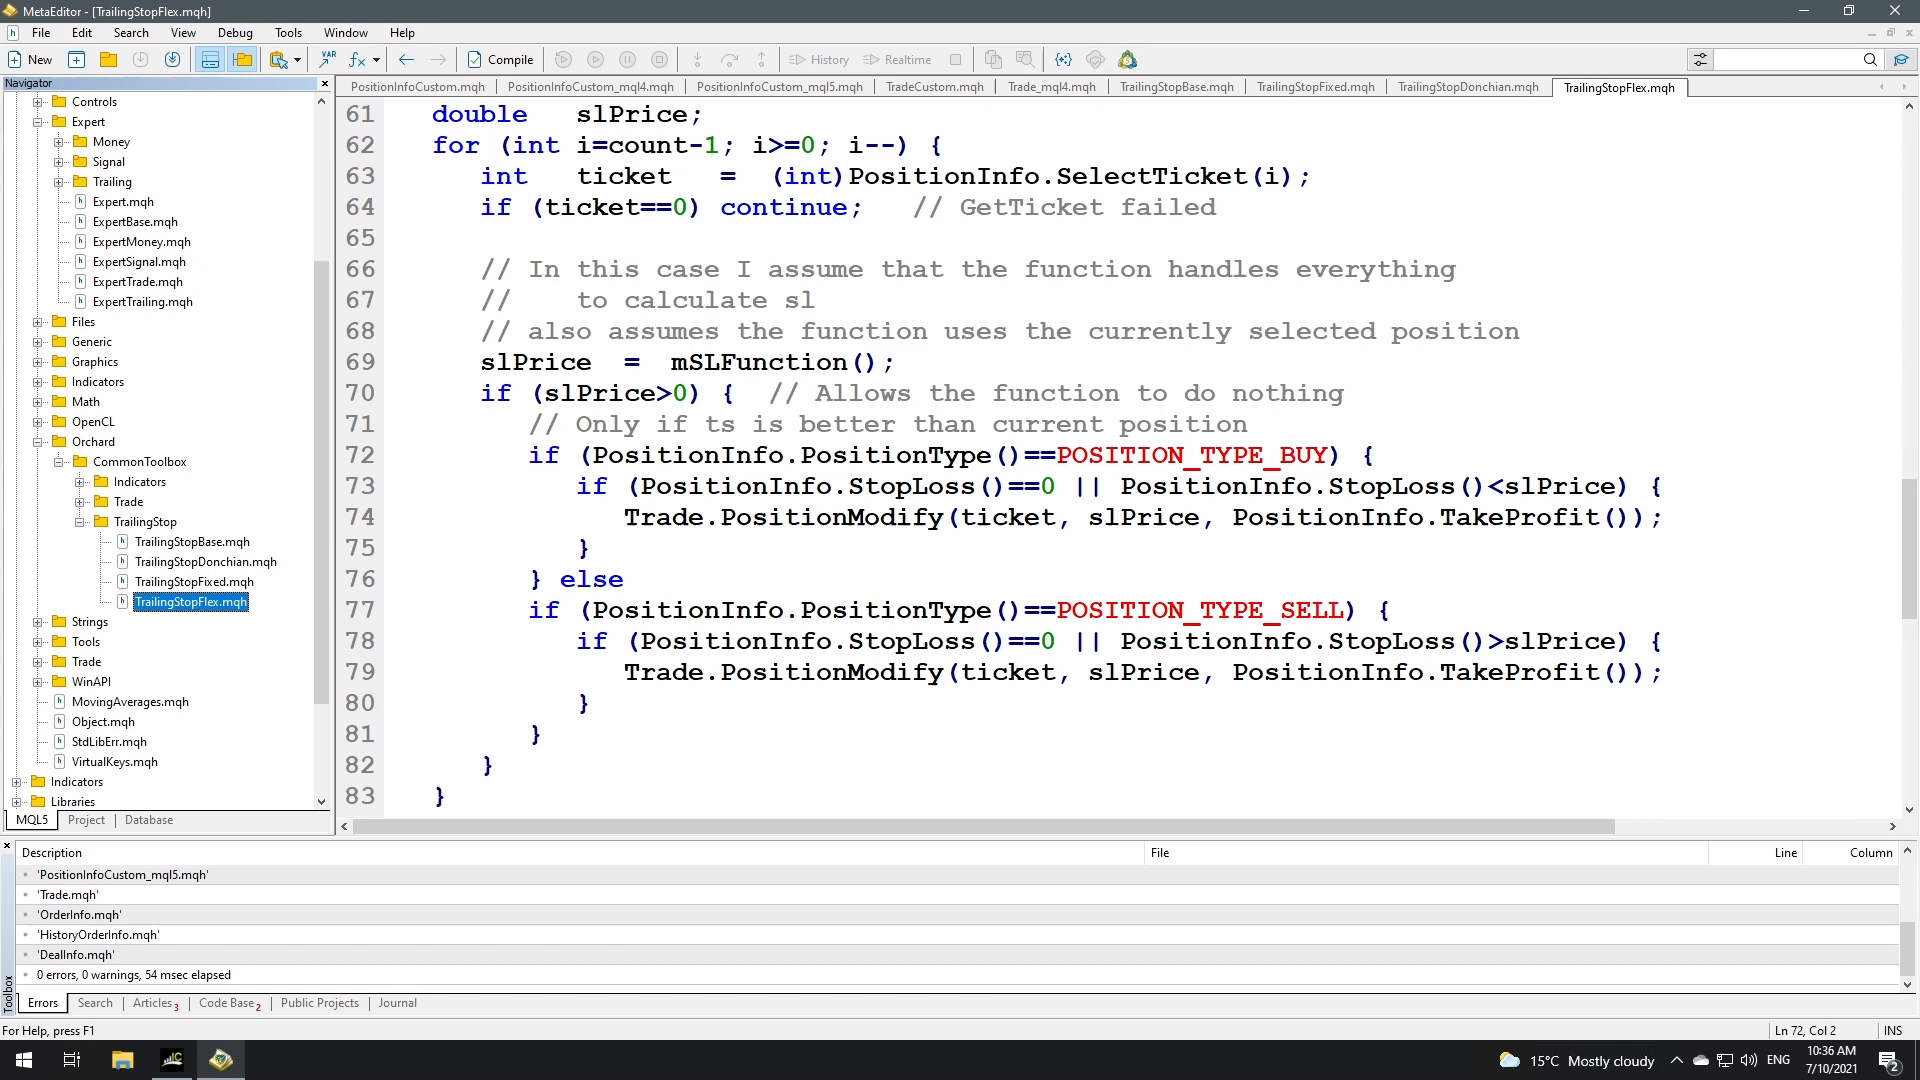 MetaEditor - [TrailingStopFlex.mqh]
File Edit Search View Debug Tools Window Help
New VAR Compile History Realtime
Navigator
PositionInfoCustom.mqh PositionInfoCustom_mql4.mqh PositionInfoCustom_mql5.mqh TradeCustom.mqh Trade_mql4.mqh TrailingStopBase.mqh TrailingStopFixed.mqh TrailingStopDonchian.mqh TrailingStopFlex.mqh
Controls
Expert
Money
Signal
Trailing
Expert.mqh
ExpertBase.mqh
ExpertMoney.mqh
ExpertSignal.mqh
ExpertTrade.mqh
ExpertTrailing.mqh
Files
Generic
Graphics
Indicators
Math
OpenCL
Orchard
CommonToolbox
Indicators
Trade
TrailingStop
TrailingStopBase.mqh
TrailingStopDonchian.mqh
TrailingStopFixed.mqh
TrailingStopFlex.mqh
Strings
Tools
Trade
WinAPI
MovingAverages.mqh
Object.mqh
StdLibErr.mqh
VirtualKeys.mqh
Indicators
Libraries
MQL5 Project Database
61 double slPrice;
62 for (int i=count-1; i>=0; i--) {
63 int ticket = (int)PositionInfo.SelectTicket(i);
64 if (ticket==0) continue; // GetTicket failed
65
66 // In this case I assume that the function handles everything
67 // to calculate sl
68 // also assumes the function uses the currently selected position
69 slPrice = mSLFunction();
70 if (slPrice>0) { // Allows the function to do nothing
71 // Only if ts is better than current position
72 if (PositionInfo.PositionType()==POSITION_TYPE_BUY) {
73 if (PositionInfo.StopLoss()==0 || PositionInfo.StopLoss()<slPrice) {
74 Trade.PositionModify(ticket, slPrice, PositionInfo.TakeProfit());
75 }
76 } else
77 if (PositionInfo.PositionType()==POSITION_TYPE_SELL) {
78 if (PositionInfo.StopLoss()==0 || PositionInfo.StopLoss()>slPrice) {
79 Trade.PositionModify(ticket, slPrice, PositionInfo.TakeProfit());
80 }
81 }
82 }
83 }
Description File Line Column
'PositionInfoCustom_mql5.mqh'
'Trade.mqh'
'OrderInfo.mqh'
'HistoryOrderInfo.mqh'
'DealInfo.mqh'
0 errors, 0 warnings, 54 msec elapsed
Toolbox
Errors Search Articles 3 Code Base 2 Public Projects Journal
For Help, press F1 Ln 72, Col 2 INS
15°C Mostly cloudy ENG 10:36 AM
7/10/2021 2